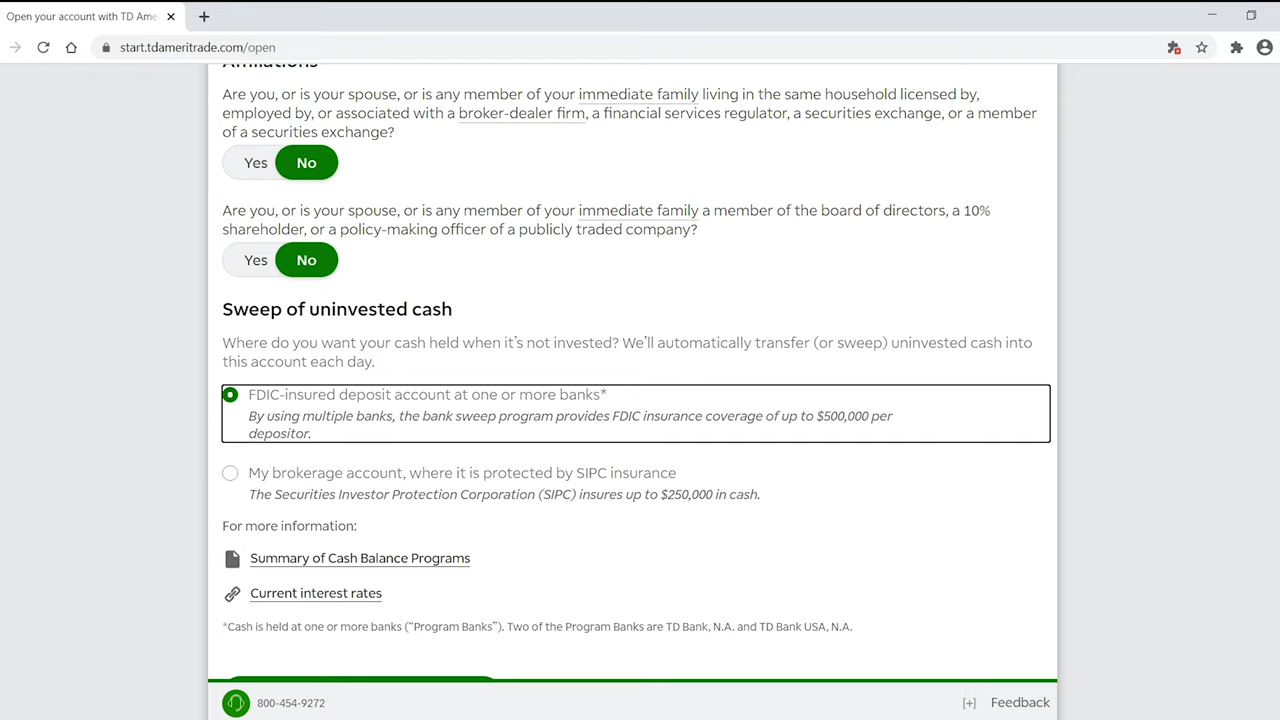 Open your account with TD Ame
start.tdameritrade.com/open
Affiliations
Are you, or is your spouse, or is any member of your immediate family living in the same household licensed by,
employed by, or associated with a broker-dealer firm, a financial services regulator, a securities exchange, or a member
of a securities exchange?
Yes No
Are you, or is your spouse, or is any member of your immediate family a member of the board of directors, a 10%
shareholder, or a policy-making officer of a publicly traded company?
Yes No
Sweep of uninvested cash
Where do you want your cash held when it's not invested? We'll automatically transfer (or sweep) uninvested cash into
this account each day.
FDIC-insured deposit account at one or more banks*
By using multiple banks, the bank sweep program provides FDIC insurance coverage of up to $500,000 per
depositor.
My brokerage account, where it is protected by SIPC insurance
The Securities Investor Protection Corporation (SIPC) insures up to $250,000 in cash.
For more information:
Summary of Cash Balance Programs
Current interest rates
*Cash is held at one or more banks ("Program Banks"). Two of the Program Banks are TD Bank, N.A. and TD Bank USA, N.A.
800-454-9272
[+] Feedback